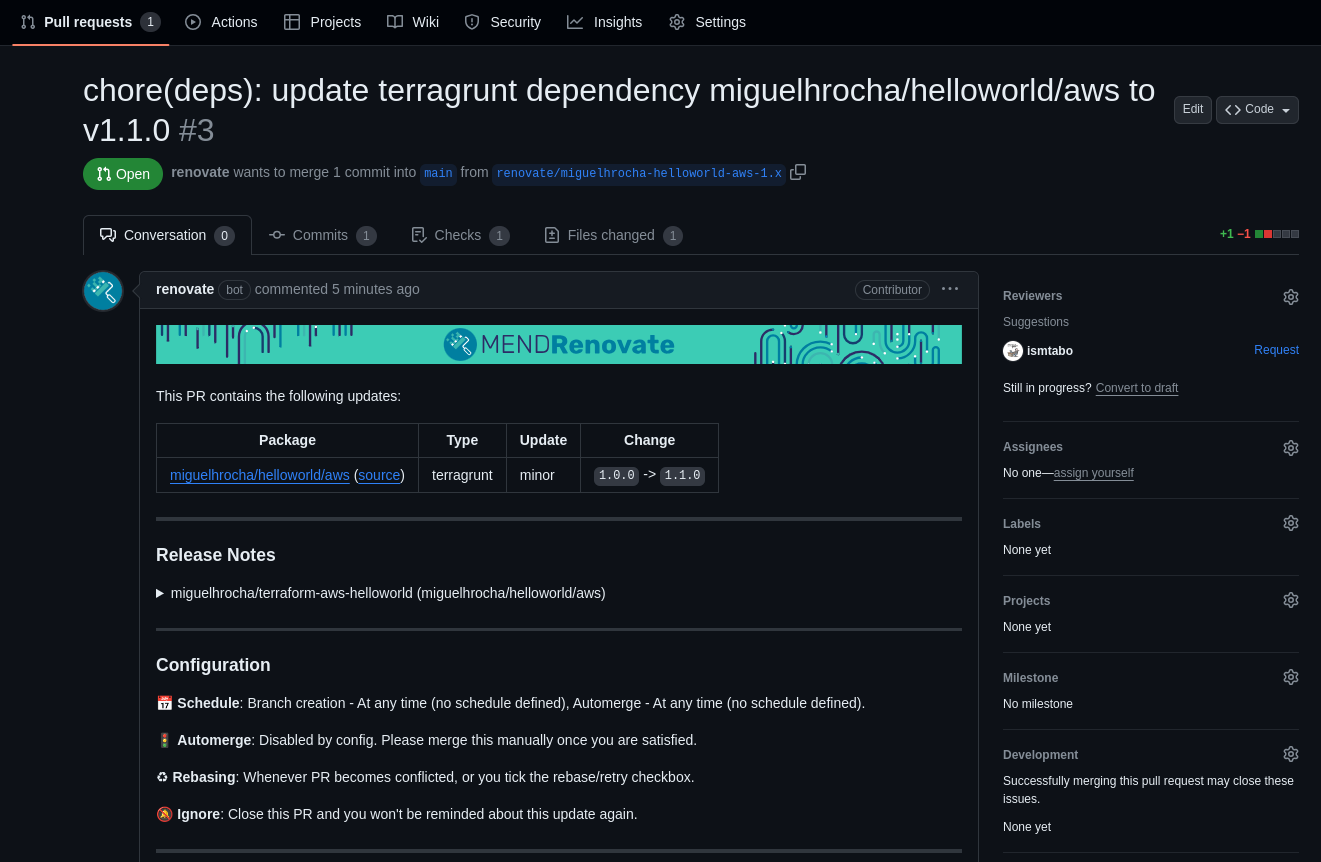 Pull requests 1 Actions Projects Wiki Security Insights Settings
chore(deps): update terragrunt dependency miguelhrocha/helloworld/aws to
v1.1.0 #3
Edit Code
Open renovate wants to merge 1 commit into main from renovate/miguelhrocha-helloworld-aws-1.x
Conversation 0 Commits 1 Checks 1 Files changed 1 +1 −1
renovate bot commented 5 minutes ago Contributor
MEND Renovate
This PR contains the following updates:
Package Type Update Change
miguelhrocha/helloworld/aws (source) terragrunt minor 1.0.0 -> 1.1.0
Release Notes
miguelhrocha/terraform-aws-helloworld (miguelhrocha/helloworld/aws)
Configuration
📅 Schedule: Branch creation - At any time (no schedule defined), Automerge - At any time (no schedule defined).
🚦 Automerge: Disabled by config. Please merge this manually once you are satisfied.
♻ Rebasing: Whenever PR becomes conflicted, or you tick the rebase/retry checkbox.
🔕 Ignore: Close this PR and you won't be reminded about this update again.
Reviewers
Suggestions
ismtabo Request
Still in progress? Convert to draft
Assignees
No one—assign yourself
Labels
None yet
Projects
None yet
Milestone
No milestone
Development
Successfully merging this pull request may close these
issues.
None yet